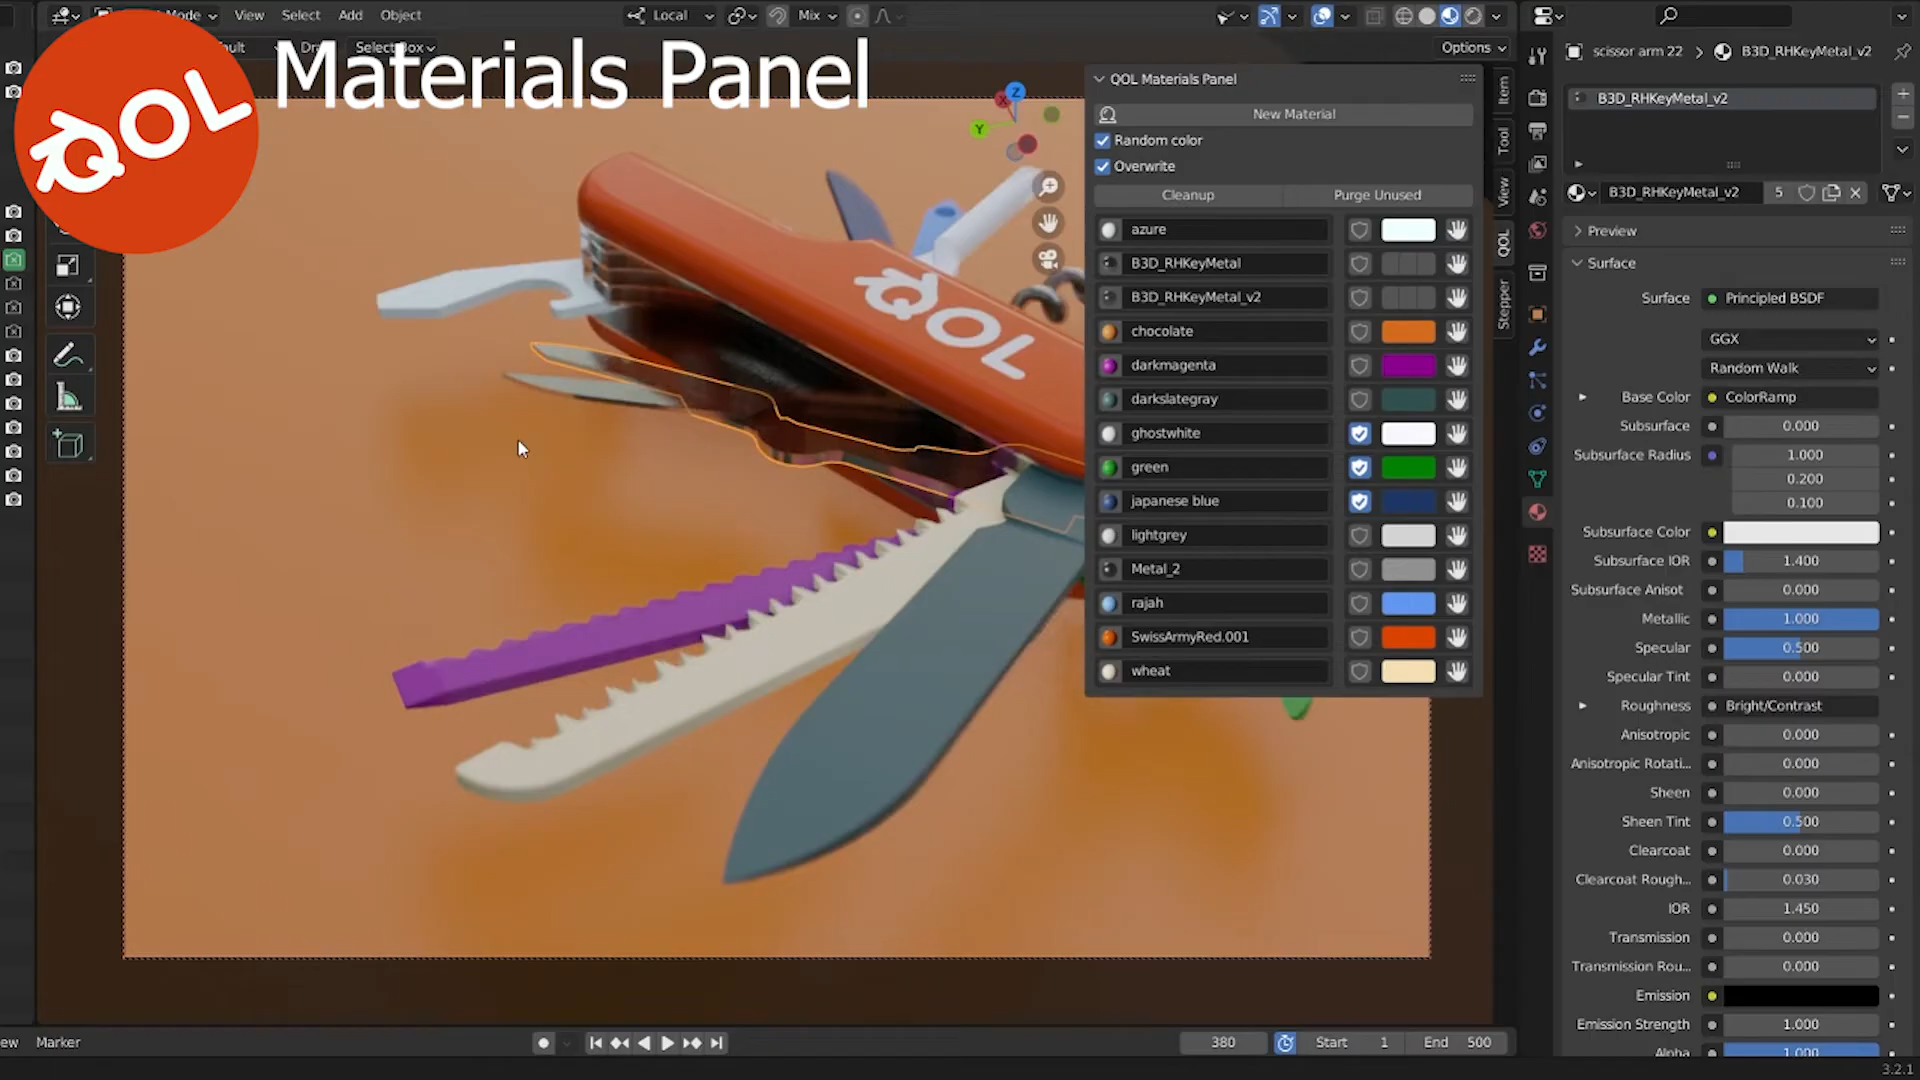 Mode View Select Add Object Local Mix
Select Box Options
QOL Materials Panel
Z
X
Y
QOL
QOL Materials Panel
New Material
Random color
Overwrite
Cleanup Purge Unused
azure
B3D_RHKeyMetal
B3D_RHKeyMetal_v2
chocolate
darkmagenta
darkslategray
ghostwhite
green
japanese blue
lightgrey
Metal_2
rajah
SwissArmyRed.001
wheat
Item
Tool
View
QOL
Stepper
scissor arm 22 > B3D_RHKeyMetal_v2
B3D_RHKeyMetal_v2
B3D_RHKeyMetal_v2 5
Preview
Surface
Surface Principled BSDF
GGX
Random Walk
Base Color ColorRamp
Subsurface 0.000
Subsurface Radius 1.000
0.200
0.100
Subsurface Color
Subsurface IOR 1.400
Subsurface Anisot 0.000
Metallic 1.000
Specular 0.500
Specular Tint 0.000
Roughness Bright/Contrast
Anisotropic 0.000
Anisotropic Rotati... 0.000
Sheen 0.000
Sheen Tint 0.500
Clearcoat 0.000
Clearcoat Rough... 0.030
IOR 1.450
Transmission 0.000
Transmission Rou... 0.000
Emission
Emission Strength 1.000
Alpha 1.000
Marker 380 Start 1 End 500
3.2.1